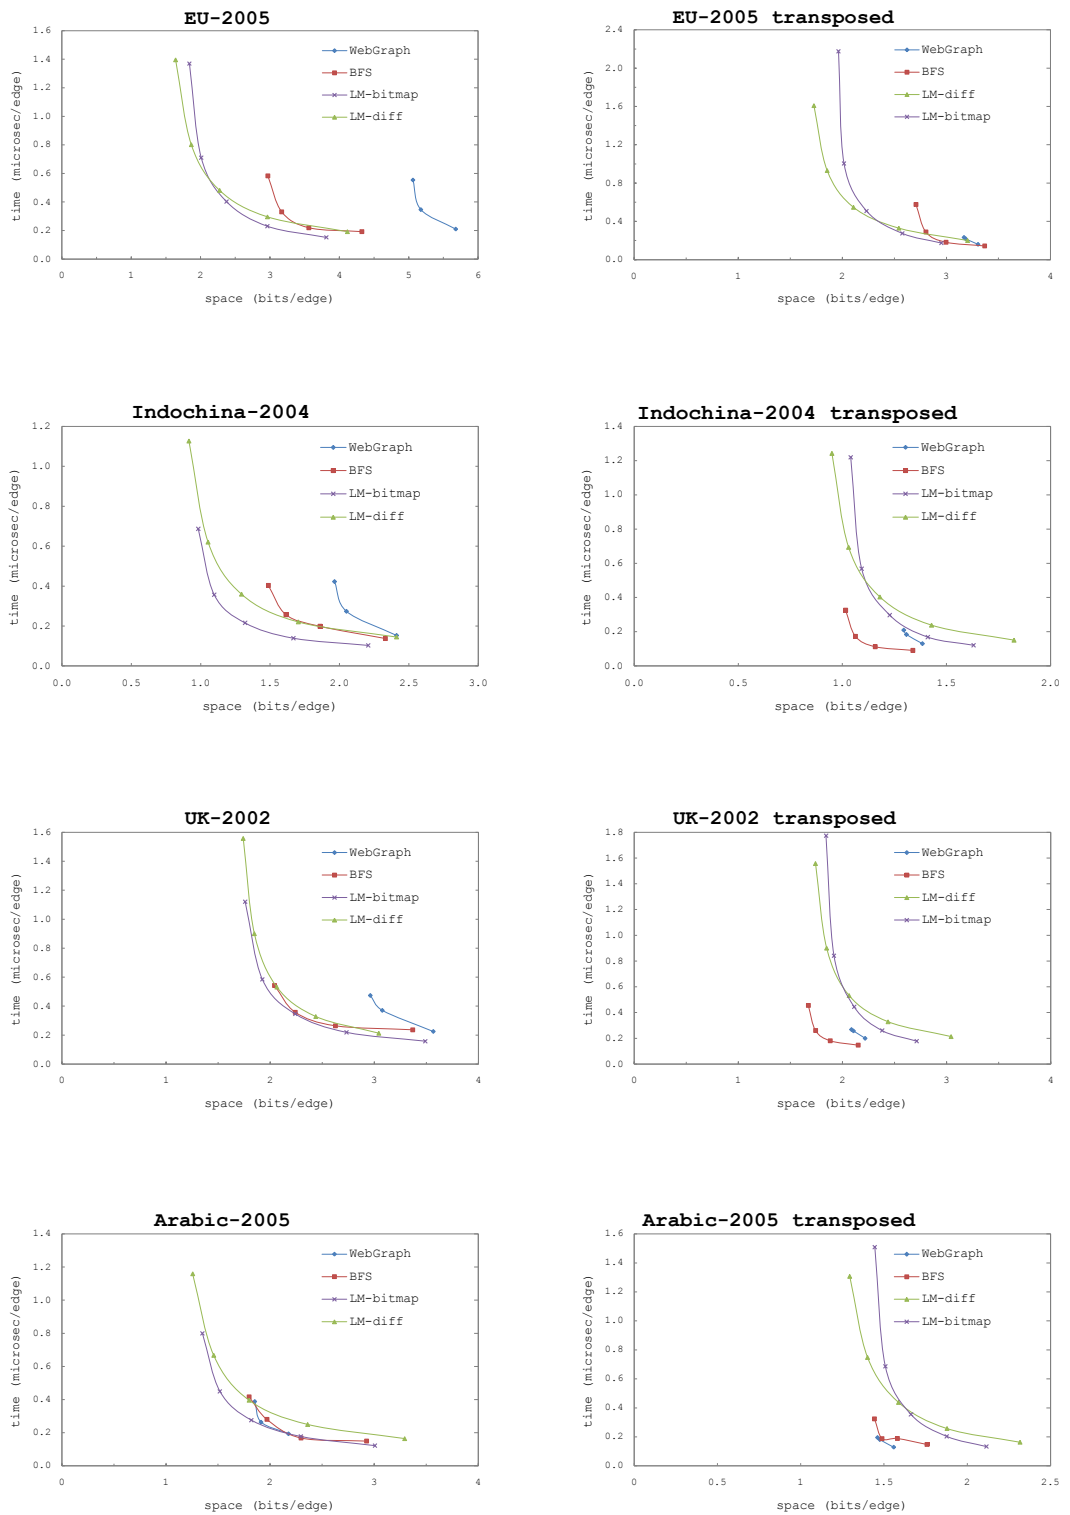 EU-2005
1.6
1.4
1.2
1.0
0.8
0.6
0.4
0.2
0.0
time (microsec/edge)
WebGraph
BFS
LM-bitmap
LM-diff
0 1 2 3 4 5 6
space (bits/edge)
EU-2005 transposed
2.4
2.0
1.6
1.2
0.8
0.4
0.0
time (microsec/edge)
WebGraph
BFS
LM-diff
LM-bitmap
0 1 2 3 4
space (bits/edge)
Indochina-2004
1.2
1.0
0.8
0.6
0.4
0.2
0.0
time (microsec/edge)
WebGraph
BFS
LM-bitmap
LM-diff
0.0 0.5 1.0 1.5 2.0 2.5 3.0
space (bits/edge)
Indochina-2004 transposed
1.4
1.2
1.0
0.8
0.6
0.4
0.2
0.0
time (microsec/edge)
WebGraph
BFS
LM-bitmap
LM-diff
0.0 0.5 1.0 1.5 2.0
space (bits/edge)
UK-2002
1.6
1.4
1.2
1.0
0.8
0.6
0.4
0.2
0.0
time (microsec/edge)
WebGraph
BFS
LM-bitmap
LM-diff
0 1 2 3 4
space (bits/edge)
UK-2002 transposed
1.8
1.6
1.4
1.2
1.0
0.8
0.6
0.4
0.2
0.0
time (microsec/edge)
WebGraph
BFS
LM-diff
LM-bitmap
0 1 2 3 4
space (bits/edge)
Arabic-2005
1.4
1.2
1.0
0.8
0.6
0.4
0.2
0.0
time (microsec/edge)
WebGraph
BFS
LM-bitmap
LM-diff
0 1 2 3 4
space (bits/edge)
Arabic-2005 transposed
1.6
1.4
1.2
1.0
0.8
0.6
0.4
0.2
0.0
time (microsec/edge)
WebGraph
BFS
LM-diff
LM-bitmap
0 0.5 1 1.5 2 2.5
space (bits/edge)